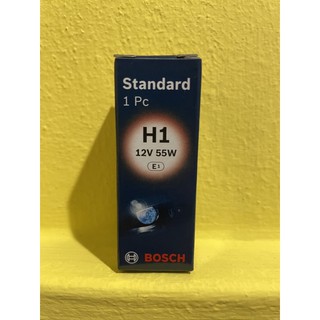 Standard
1 Pc
H1
12V 55W
E1
BOSCH